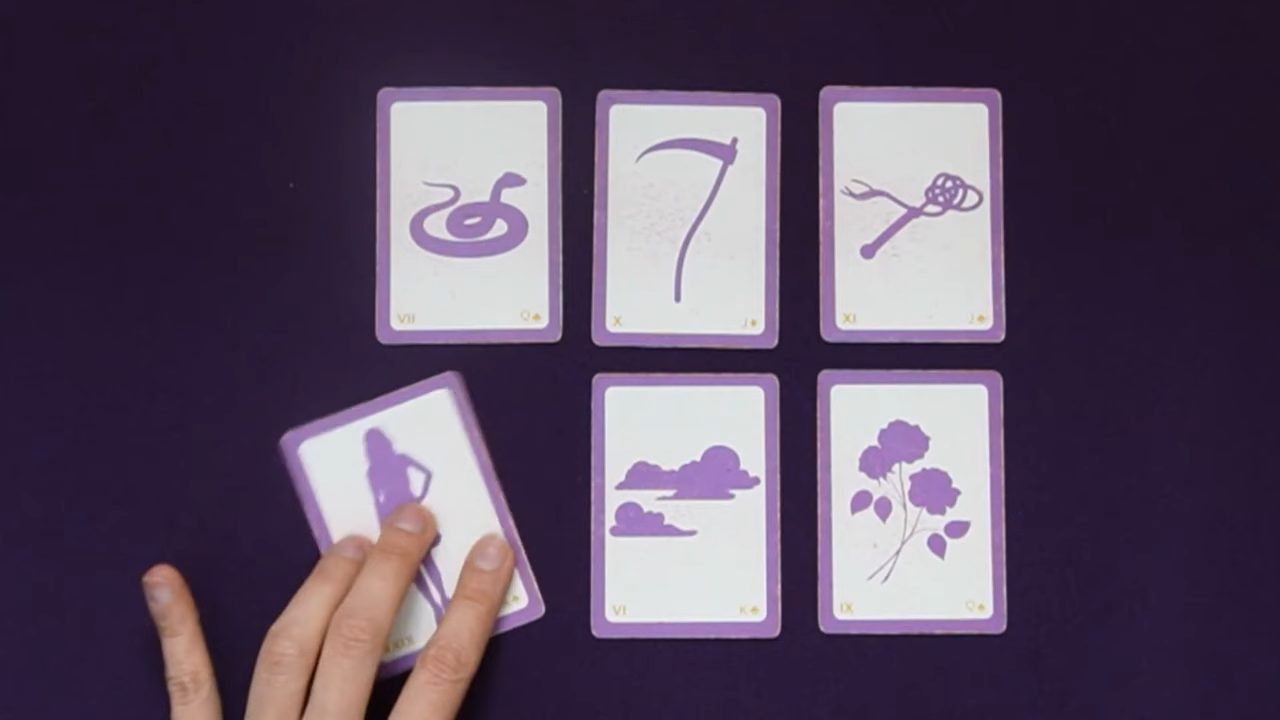 VII Q♣
X J♦
XI J♣
VI K♣
IX Q♠